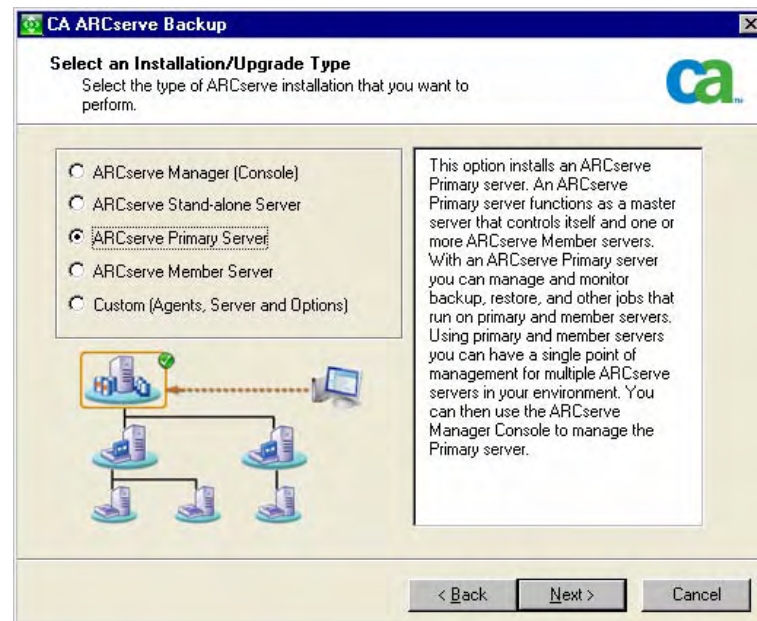 CA ARCserve Backup
Select an Installation/Upgrade Type
Select the type of ARCserve installation that you want to
perform.
ca
ARCserve Manager (Console)
ARCserve Stand-alone Server
ARCserve Primary Server
ARCserve Member Server
Custom (Agents, Server and Options)
This option installs an ARCserve
Primary server. An ARCserve
Primary server functions as a master
server that controls itself and one or
more ARCserve Member servers.
With an ARCserve Primary server
you can manage and monitor
backup, restore, and other jobs that
run on primary and member servers.
Using primary and member servers
you can have a single point of
management for multiple ARCserve
servers in your environment. You
can then use the ARCserve
Manager Console to manage the
Primary server.
< Back
Next >
Cancel